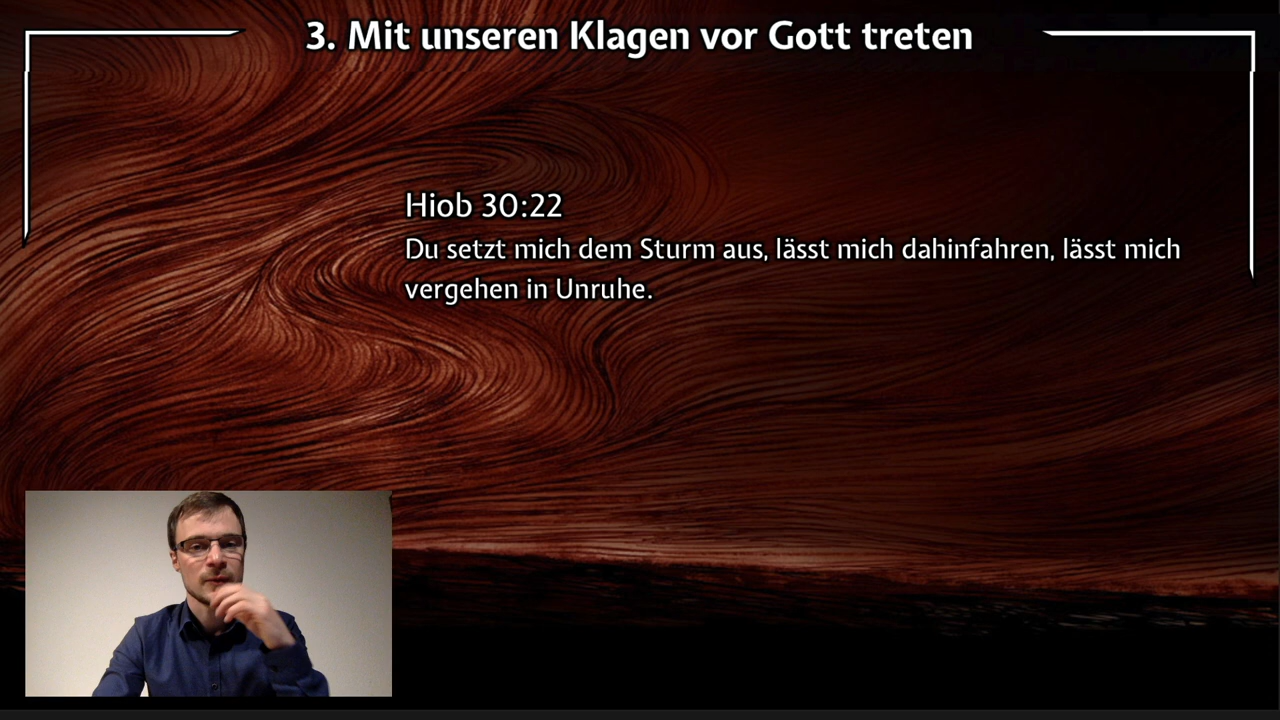 3. Mit unseren Klagen vor Gott treten
Hiob 30:22
Du setzt mich dem Sturm aus, lässt mich dahinfahren, lässt mich
vergehen in Unruhe.